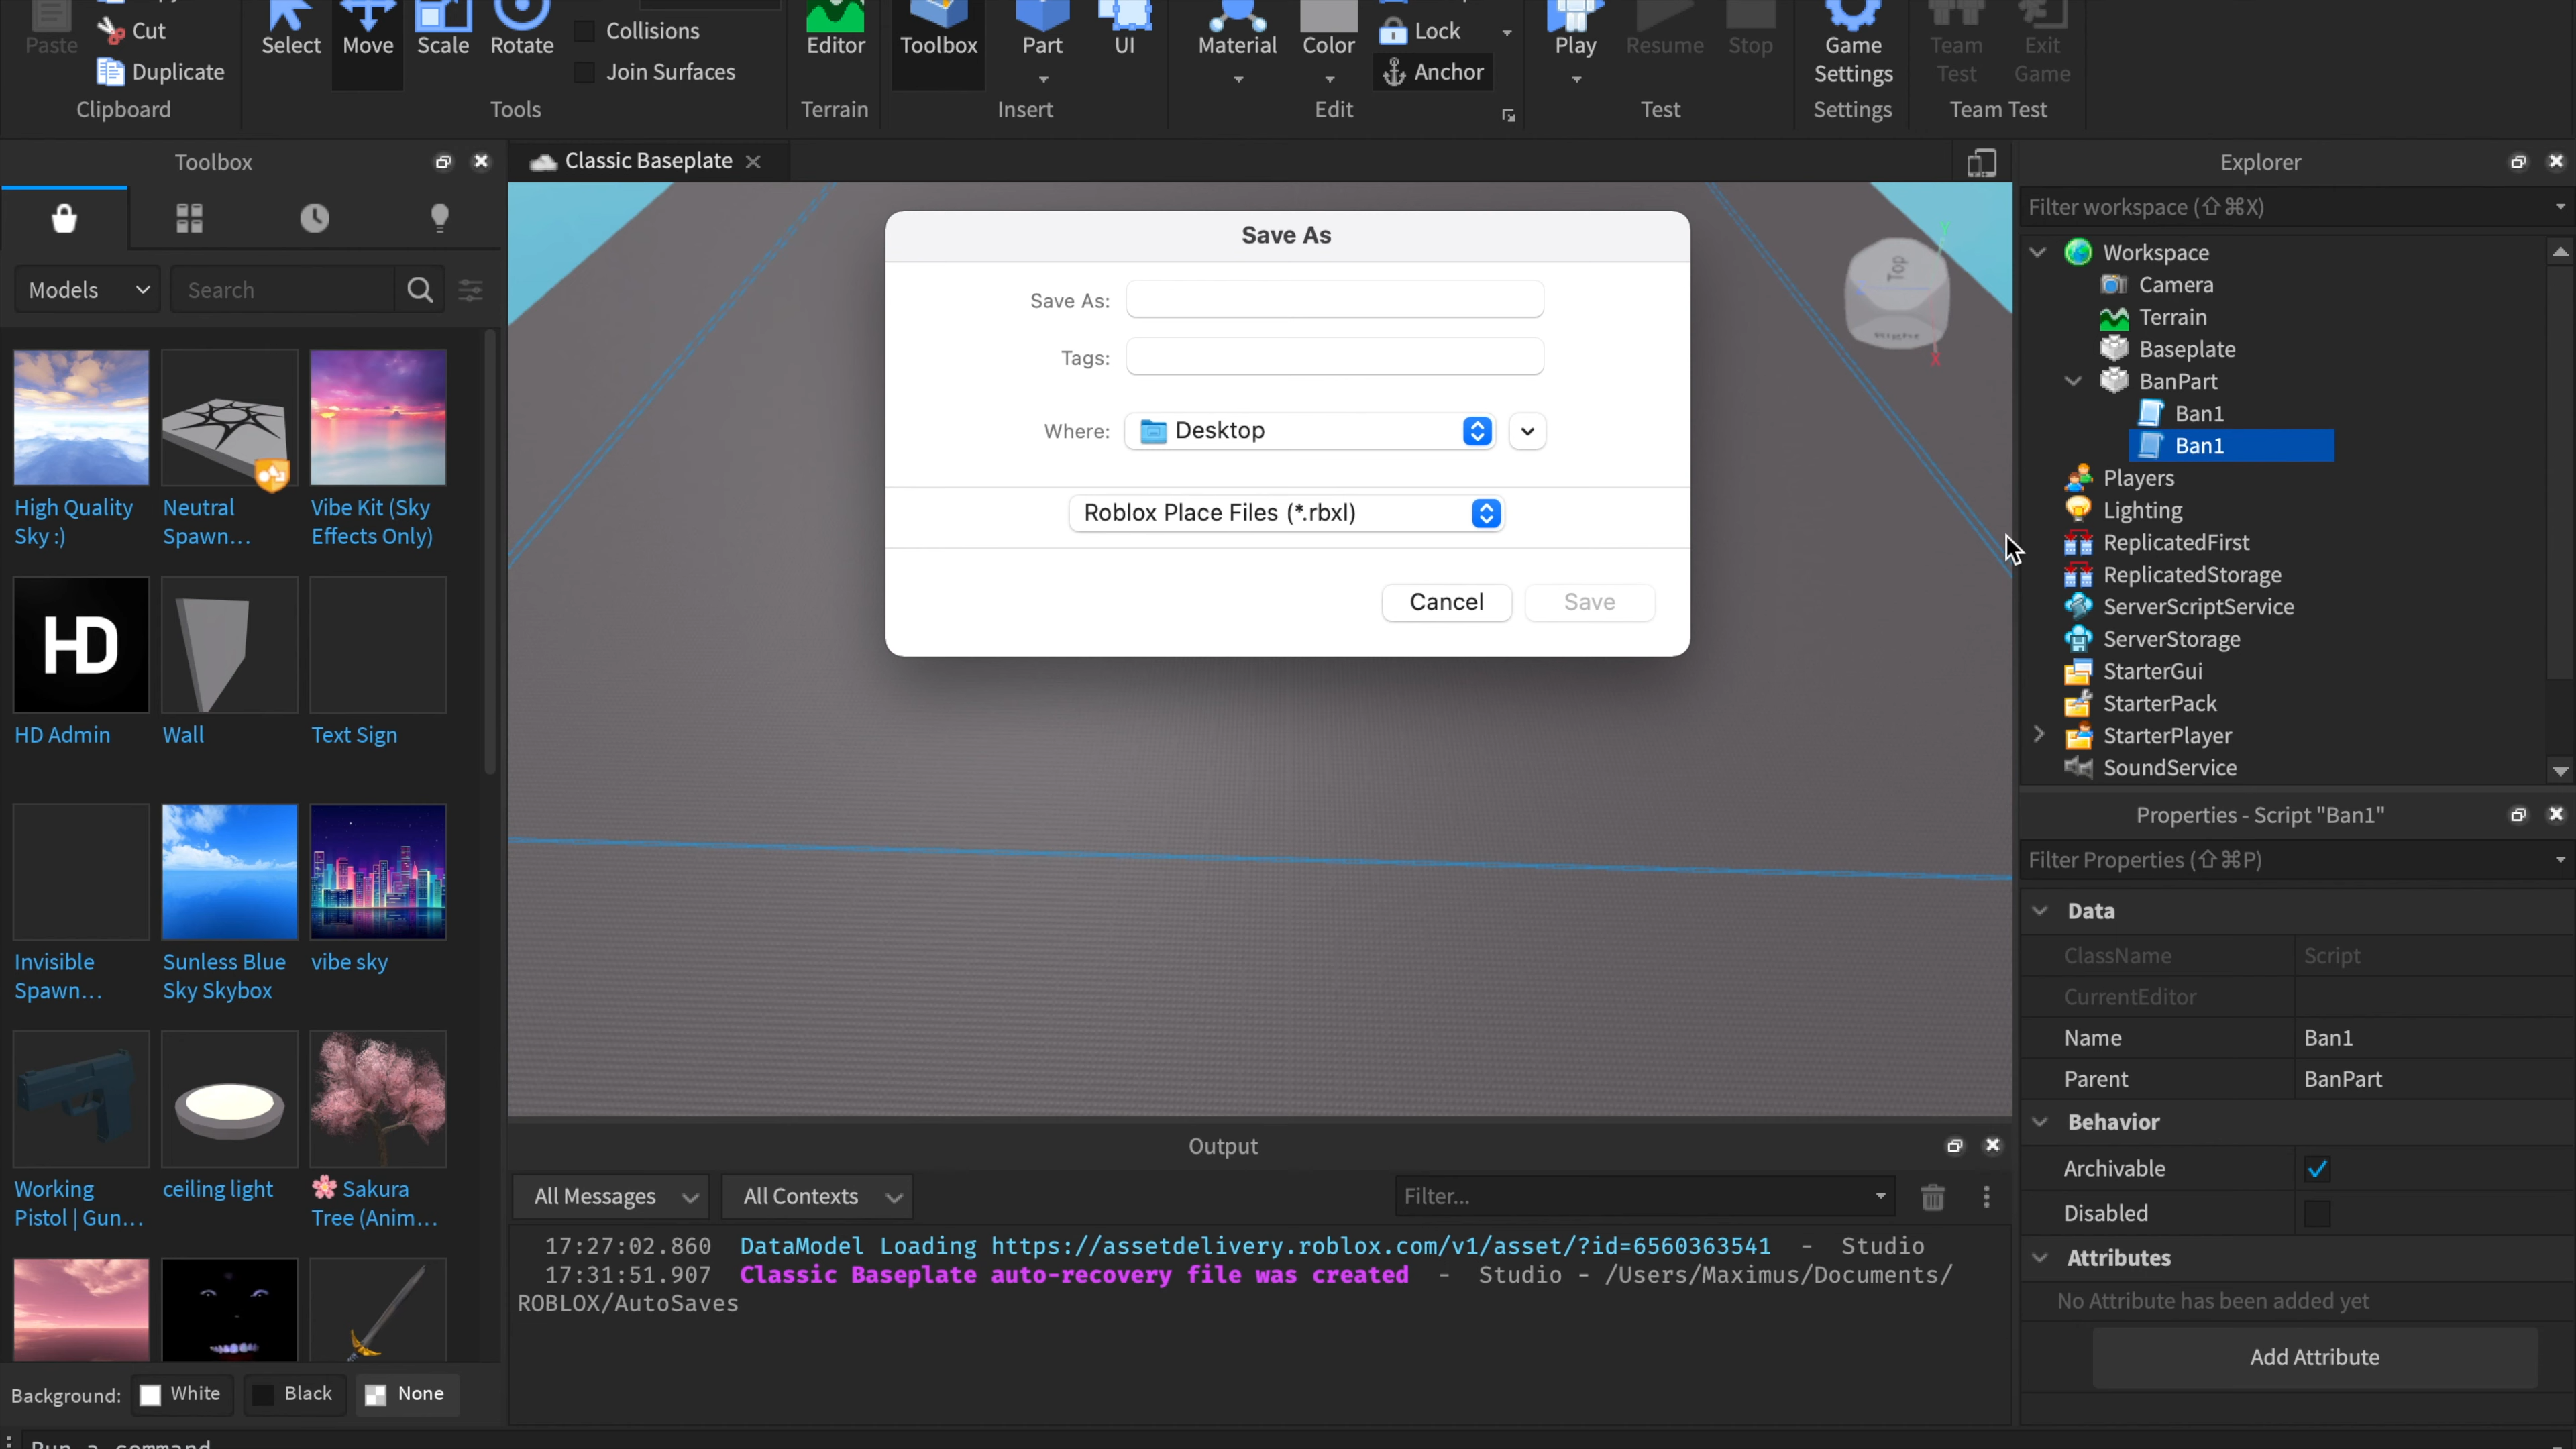 Paste
Cut
Duplicate
Clipboard
Select
Move
Scale
Rotate
Collisions
Join Surfaces
Tools
Editor
Terrain
Toolbox
Part
UI
Insert
Material
Color
Lock
Anchor
Edit
Play
Resume
Stop
Test
Game
Settings
Settings
Team
Test
Exit
Game
Team Test
Toolbox
Classic Baseplate
Explorer
Models
Search
High Quality
Sky :)
Neutral
Spawn...
Vibe Kit (Sky
Effects Only)
HD
HD Admin
Wall
Text Sign
Invisible
Spawn...
Sunless Blue
Sky Skybox
vibe sky
Working
Pistol | Gun...
ceiling light
🌸 Sakura
Tree (Anim...
Background:
White
Black
None
Run a command
Save As
Save As:
Tags:
Where:
Desktop
Roblox Place Files (*.rbxl)
Cancel
Save
Top
Y
X
Output
All Messages
All Contexts
Filter...
17:27:02.860 DataModel Loading https://assetdelivery.roblox.com/v1/asset/?id=6560363541 - Studio
17:31:51.907 Classic Baseplate auto-recovery file was created - Studio - /Users/Maximus/Documents/
ROBLOX/AutoSaves
Filter workspace (⇧⌘X)
Workspace
Camera
Terrain
Baseplate
BanPart
Ban1
Ban1
Players
Lighting
ReplicatedFirst
ReplicatedStorage
ServerScriptService
ServerStorage
StarterGui
StarterPack
StarterPlayer
SoundService
Properties - Script "Ban1"
Filter Properties (⇧⌘P)
Data
ClassName Script
CurrentEditor
Name Ban1
Parent BanPart
Behavior
Archivable
Disabled
Attributes
No Attribute has been added yet
Add Attribute